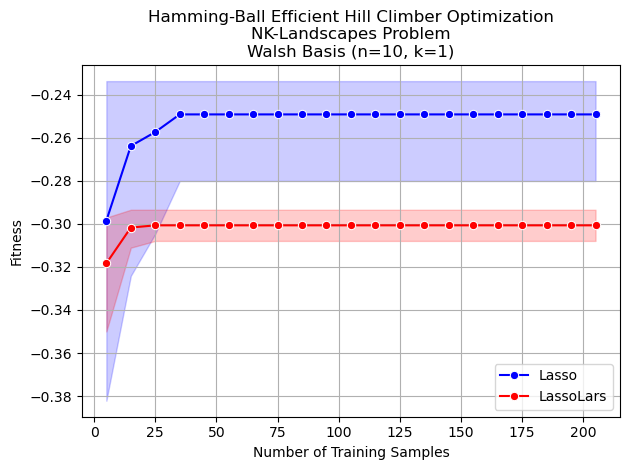 Hamming-Ball Efficient Hill Climber Optimization
NK-Landscapes Problem
Walsh Basis (n=10, k=1)
Fitness
−0.24
−0.26
−0.28
−0.30
−0.32
−0.34
−0.36
−0.38
0
25
50
75
100
125
150
175
200
Number of Training Samples
Lasso
LassoLars